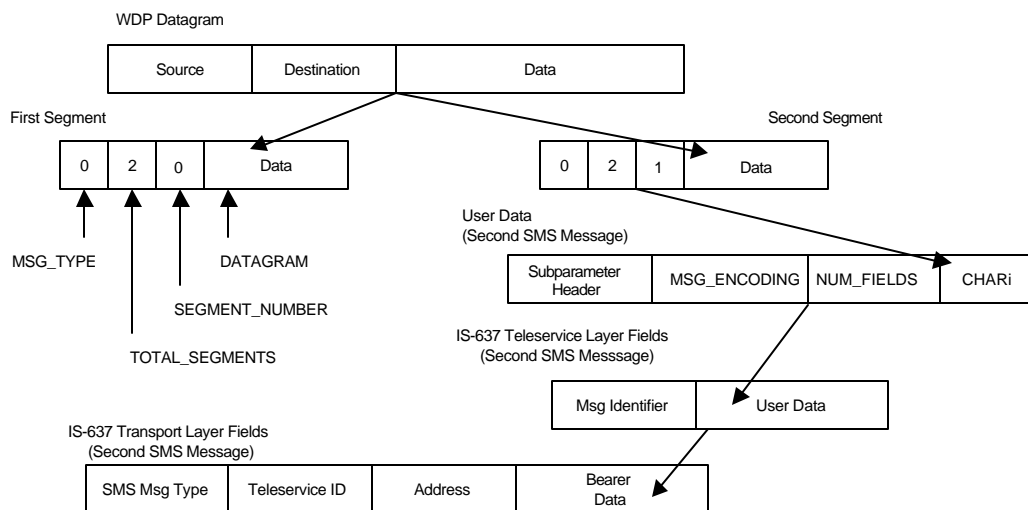 WDP Datagram
Source Destination Data
First Segment
Second Segment
0 2 0 Data
0 2 1 Data
MSG_TYPE
DATAGRAM
SEGMENT_NUMBER
TOTAL_SEGMENTS
User Data
(Second SMS Message)
Subparameter
Header
MSG_ENCODING NUM_FIELDS CHARi
IS-637 Teleservice Layer Fields
(Second SMS Messsage)
Msg Identifier User Data
IS-637 Transport Layer Fields
(Second SMS Message)
SMS Msg Type Teleservice ID Address
Bearer
Data